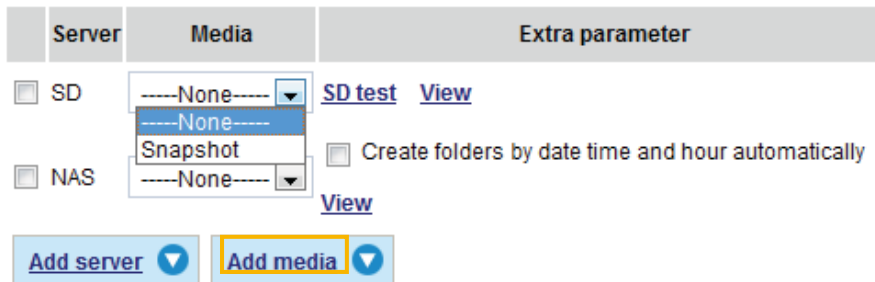 Server Media Extra parameter
SD -----None----- SD test View
-----None-----
Snapshot
Create folders by date time and hour automatically
NAS -----None-----
View
Add server Add media